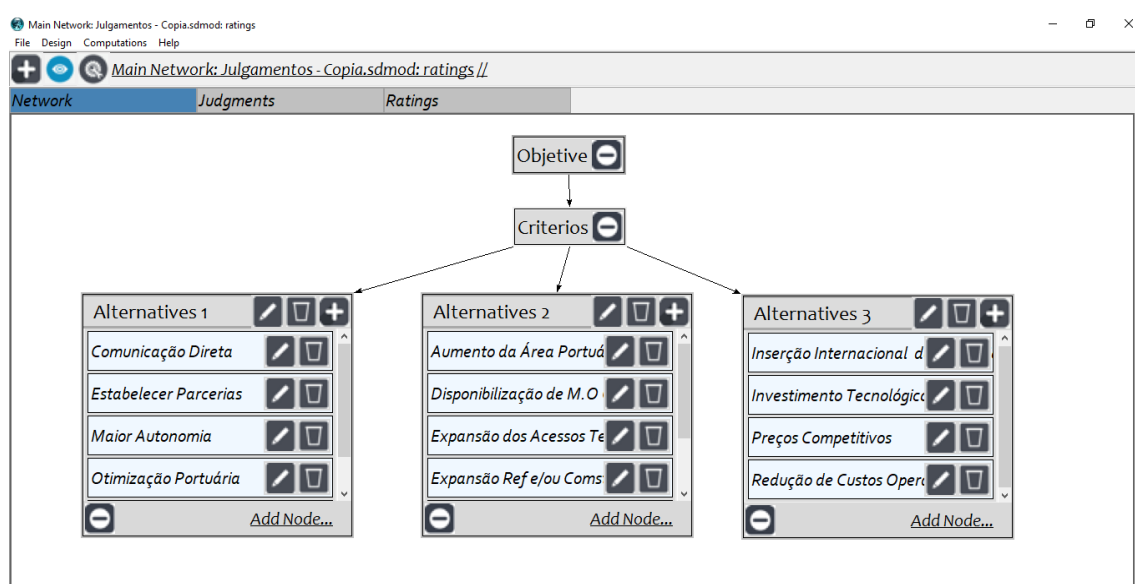 Main Network: Julgamentos - Copia.sdmod: ratings
File Design Computations Help
Main Network: Julgamentos - Copia.sdmod: ratings //
Network Judgments Ratings
Objetive
Criterios
Alternatives 1
Comunicação Direta
Estabelecer Parcerias
Maior Autonomia
Otimização Portuária
Add Node...
Alternatives 2
Aumento da Área Portuá
Disponibilização de M.O
Expansão dos Acessos Te
Expansão Ref e/ou Coms
Add Node...
Alternatives 3
Inserção Internacional d
Investimento Tecnológico
Preços Competitivos
Redução de Custos Oper
Add Node...